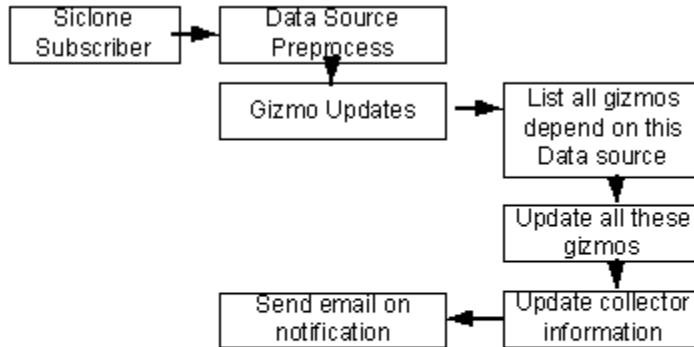 Siclone
Subscriber
Data Source
Preprocess
Gizmo Updates
List all gizmos
depend on this
Data source
Update all these
gizmos
Update collector
information
Send email on
notification